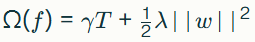 Ω(f) = γT + ½λ||w||²